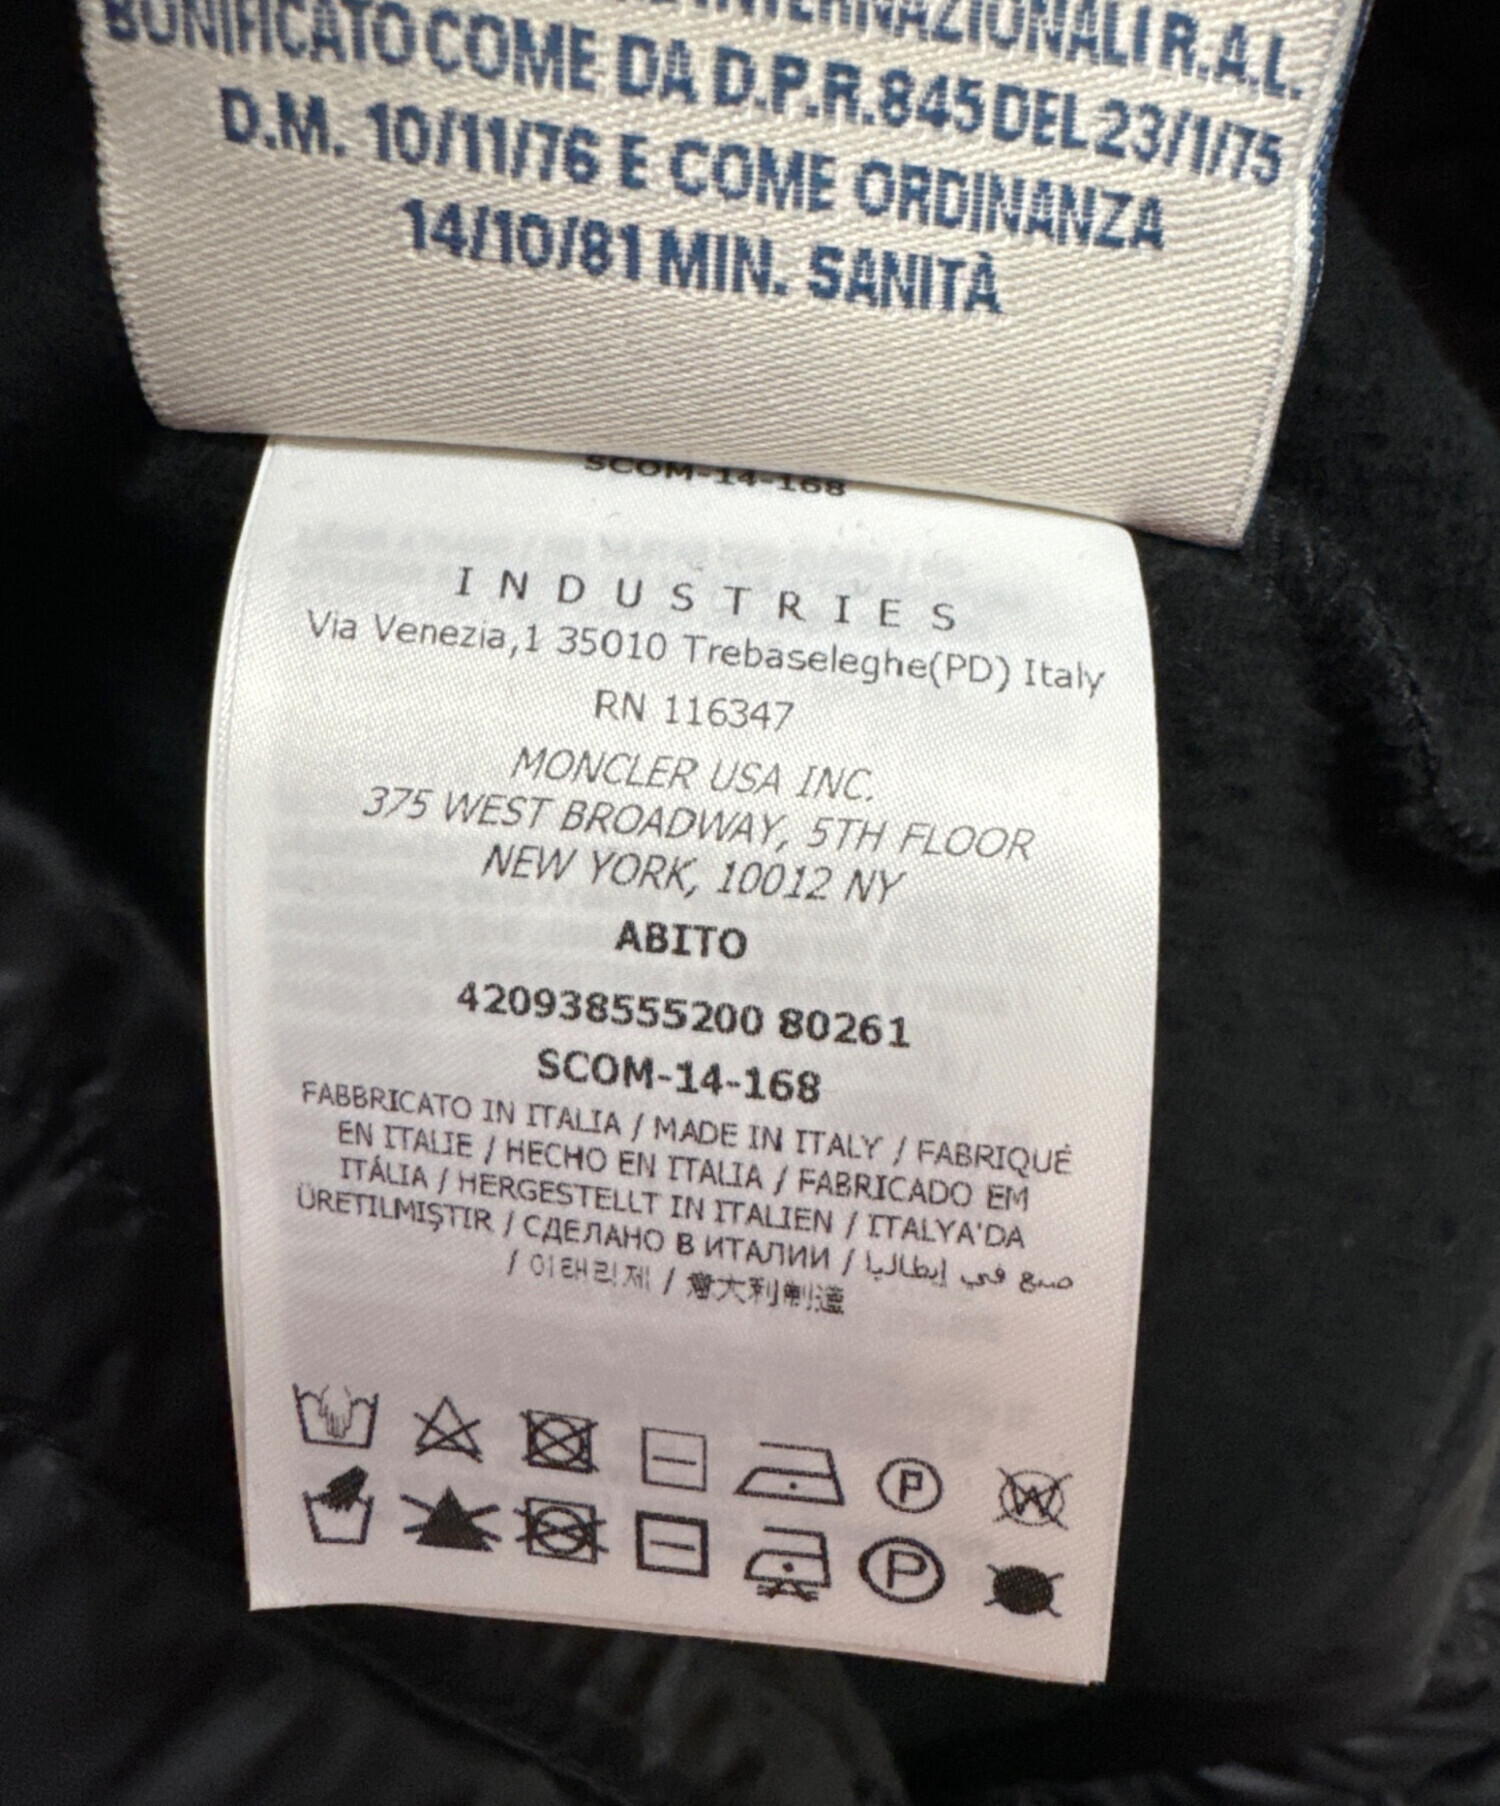 INTERNAZIONALI R.A.L.
BONIFICATO COME DA D.P.R.845 DEL 23/1/75
D.M. 10/11/76 E COME ORDINANZA
14/10/81 MIN. SANITÀ
SCOM-14-168
INDUSTRIES
Via Venezia,1 35010 Trebaseleghe(PD) Italy
RN 116347
MONCLER USA INC.
375 WEST BROADWAY, 5TH FLOOR
NEW YORK, 10012 NY
ABITO
420938555200 80261
SCOM-14-168
FABBRICATO IN ITALIA / MADE IN ITALY / FABRIQUÉ
EN ITALIE / HECHO EN ITALIA / FABRICADO EM
ITÁLIA / HERGESTELLT IN ITALIEN / ITALYA'DA
ÜRETILMIŞTIR / СДЕЛАНО В ИТАЛИИ / صنع في إيطاليا
/ 이태리제 / 意大利制造
P W
P